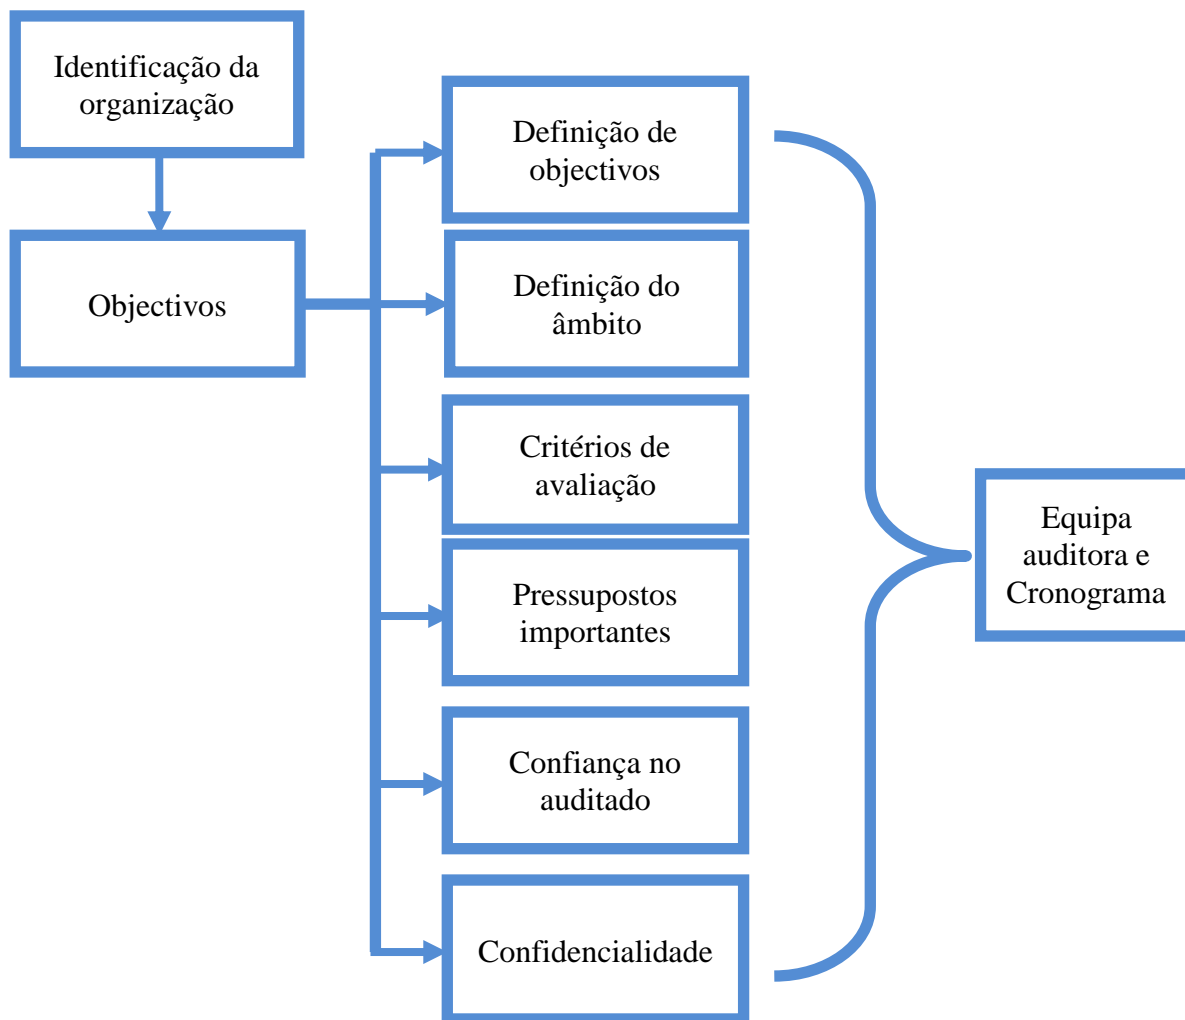 Identificação da
organização
Objectivos
Definição de
objectivos
Definição do
âmbito
Critérios de
avaliação
Pressupostos
importantes
Confiança no
auditado
Confidencialidade
Equipa
auditora e
Cronograma